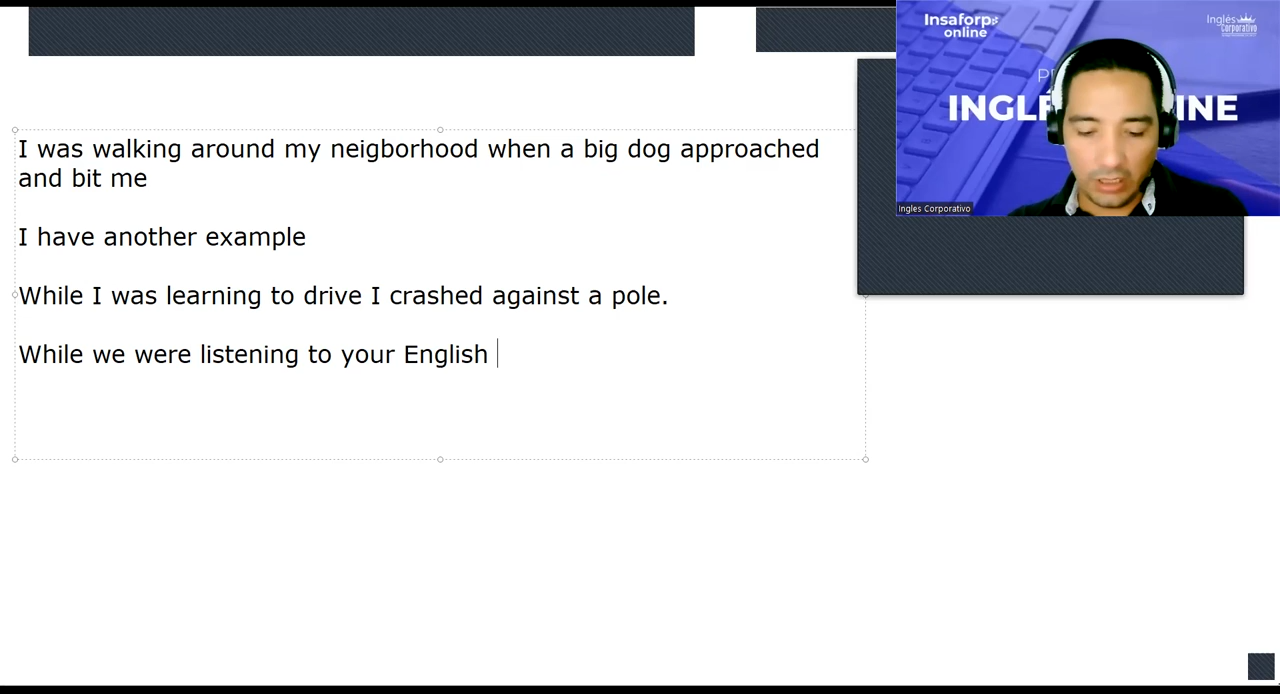 Insaforp
online
Inglés
corporativo
INGLÉ
INE
Ingles Corporativo
I was walking around my neigborhood when a big dog approached
and bit me
I have another example
While I was learning to drive I crashed against a pole.
While we were listening to your English